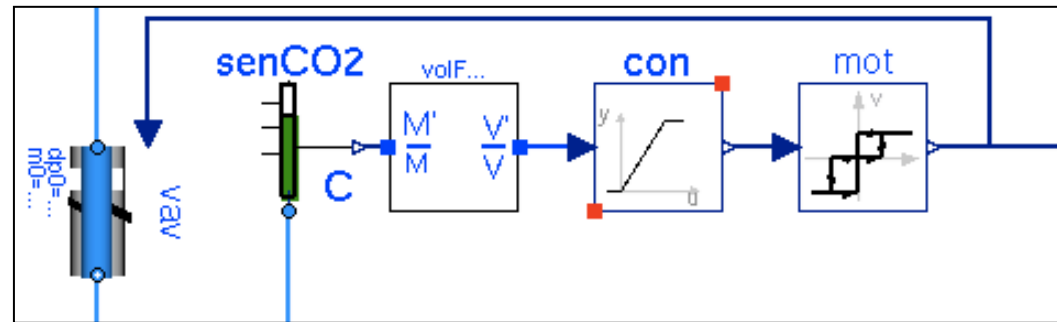 senCO2
volF...
con
mot
M'
M
V'
V
y
u
v
C
dp0=...
m0=...
vav